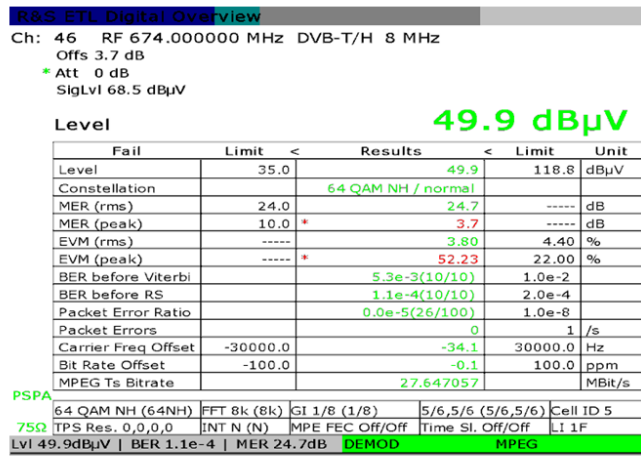 R&S ETL Digital Overview
Ch: 46 RF 674.000000 MHz DVB-T/H 8 MHz
Offs 3.7 dB
* Att 0 dB
SigLvl 68.5 dBµV
Level 49.9 dBµV
Fail Limit < Results < Limit Unit
Level 35.0 49.9 118.8 dBµV
Constellation 64 QAM NH / normal
MER (rms) 24.0 24.7 ----- dB
MER (peak) 10.0 * 3.7 ----- dB
EVM (rms) ----- 3.80 4.40 %
EVM (peak) ----- * 52.23 22.00 %
BER before Viterbi 5.3e-3(10/10) 1.0e-2
BER before RS 1.1e-4(10/10) 2.0e-4
Packet Error Ratio 0.0e-5(26/100) 1.0e-8
Packet Errors 0 1 /s
Carrier Freq Offset -30000.0 -34.1 30000.0 Hz
Bit Rate Offset -100.0 -0.1 100.0 ppm
MPEG Ts Bitrate 27.647057 MBit/s
PSPA
64 QAM NH (64NH) FFT 8k (8k) GI 1/8 (1/8) 5/6,5/6 (5/6,5/6) Cell ID 5
75Ω TPS Res. 0,0,0,0 INT N (N) MPE FEC Off/Off Time Sl. Off/Off LI 1F
Lvl 49.9dBµV | BER 1.1e-4 | MER 24.7dB DEMOD MPEG